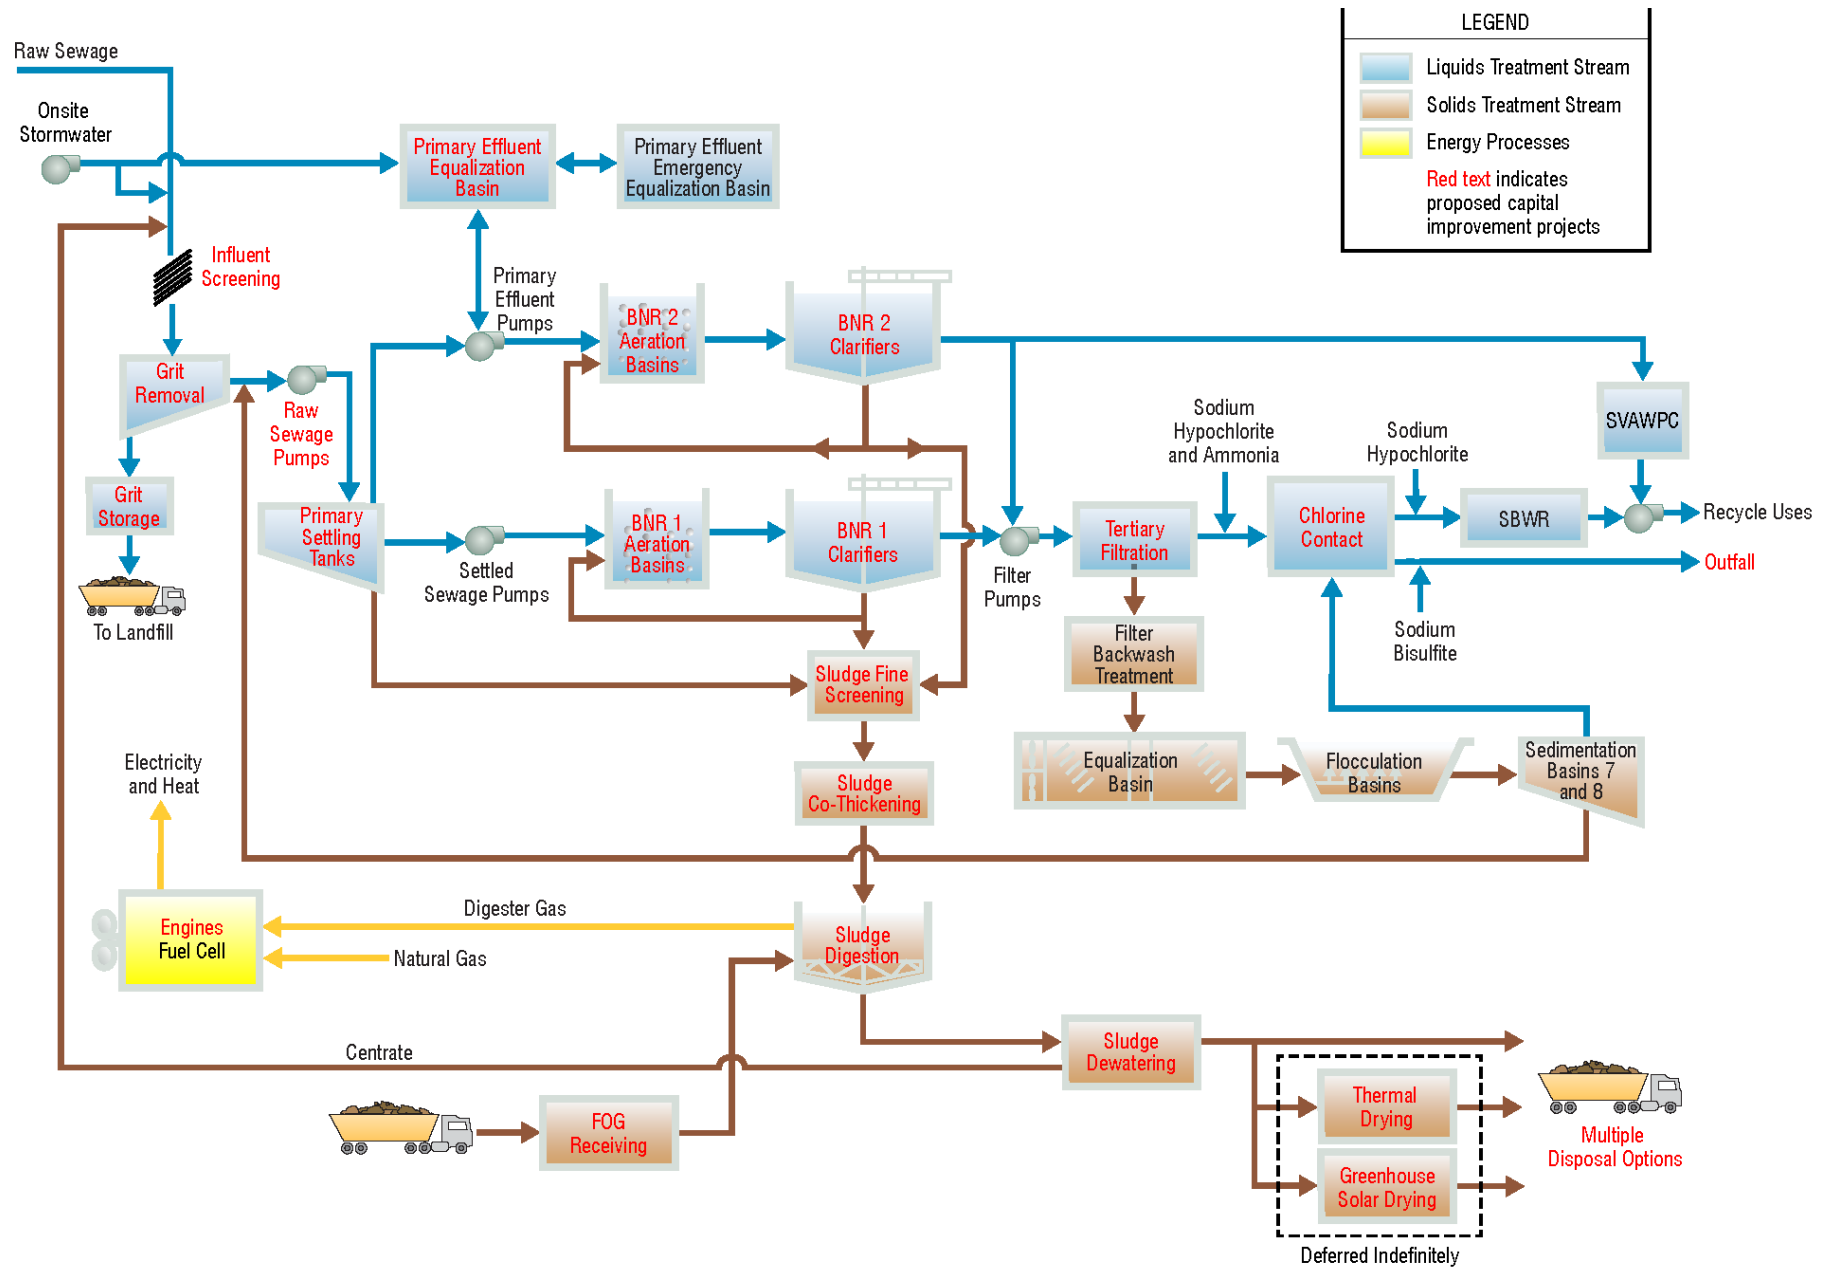 LEGEND
Liquids Treatment Stream
Solids Treatment Stream
Energy Processes
Red text indicates
proposed capital
improvement projects
Raw Sewage
Onsite
Stormwater
Primary Effluent
Equalization
Basin
Primary Effluent
Emergency
Equalization Basin
Influent
Screening
Primary
Effluent
Pumps
BNR 2
Aeration
Basins
BNR 2
Clarifiers
Grit
Removal
Raw
Sewage
Pumps
SVAWPC
Sodium
Hypochlorite
and Ammonia
Sodium
Hypochlorite
Grit
Storage
Primary
Settling
Tanks
Settled
Sewage Pumps
BNR 1
Aeration
Basins
BNR 1
Clarifiers
Filter
Pumps
Tertiary
Filtration
Chlorine
Contact
SBWR
Recycle Uses
Outfall
To Landfill
Sodium
Bisulfite
Filter
Backwash
Treatment
Sludge Fine
Screening
Equalization
Basin
Flocculation
Basins
Sedimentation
Basins 7
and 8
Electricity
and Heat
Sludge
Co-Thickening
Engines
Fuel Cell
Digester Gas
Natural Gas
Sludge
Digestion
Centrate
Sludge
Dewatering
FOG
Receiving
Thermal
Drying
Greenhouse
Solar Drying
Multiple
Disposal Options
Deferred Indefinitely